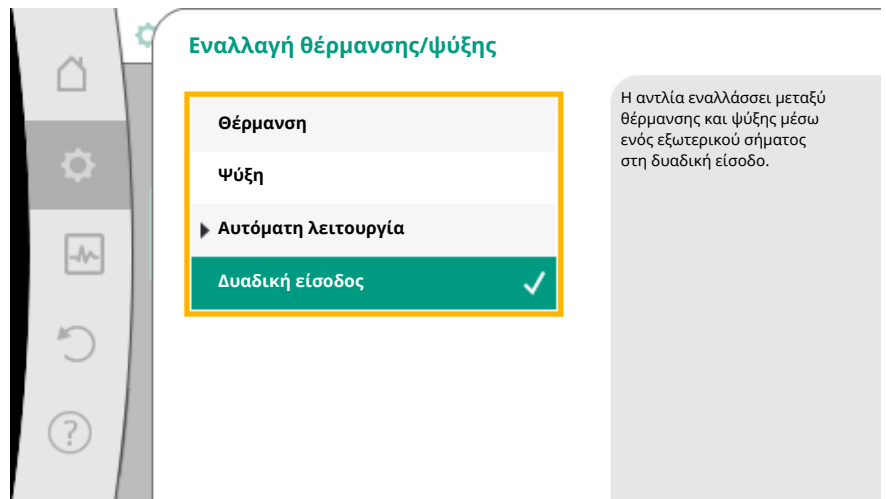 Εναλλαγή θέρμανσης/ψύξης
Θέρμανση
Ψύξη
Αυτόματη λειτουργία
Δυαδική είσοδος
Η αντλία εναλλάσσει μεταξύ
θέρμανσης και ψύξης μέσω
ενός εξωτερικού σήματος
στη δυαδική είσοδο.